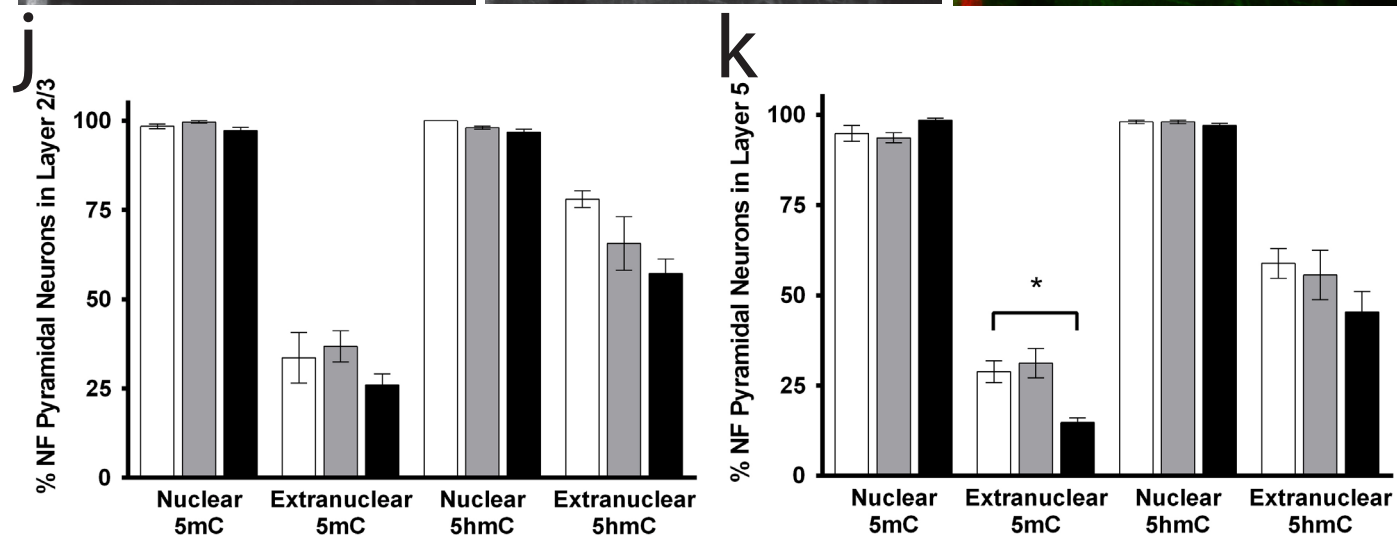 j
% NF Pyramidal Neurons in Layer 2/3
100
75
50
25
0
Nuclear
5mC
Extranuclear
5mC
Nuclear
5hmC
Extranuclear
5hmC
k
% NF Pyramidal Neurons in Layer 5
100
75
50
25
0
*
Nuclear
5mC
Extranuclear
5mC
Nuclear
5hmC
Extranuclear
5hmC